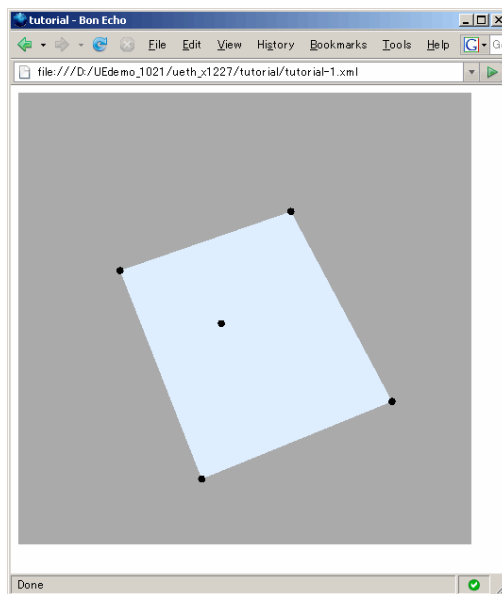 tutorial - Bon Echo
File Edit View History Bookmarks Tools Help G G
file:///D:/UEdemo_1021/ueth_x1227/tutorial/tutorial-1.xml
Done